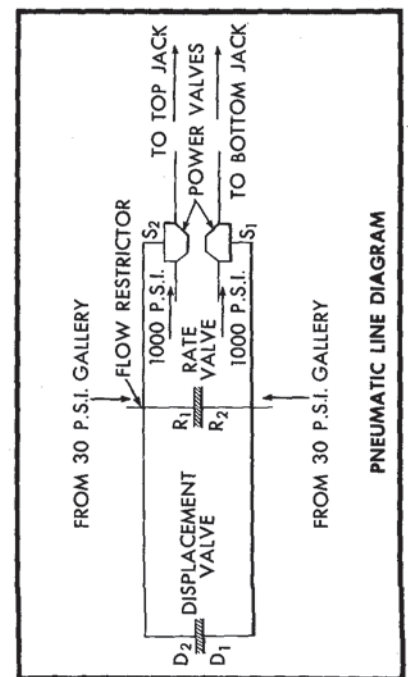 FROM 30 P.S.I. GALLERY
FLOW RESTRICTOR
TO TOP JACK
D2
DISPLACEMENT
VALVE
D1
R1
RATE
VALVE
R2
1000 P.S.I.
1000 P.S.I.
S2
POWER VALVES
S1
TO BOTTOM JACK
FROM 30 P.S.I. GALLERY
PNEUMATIC LINE DIAGRAM